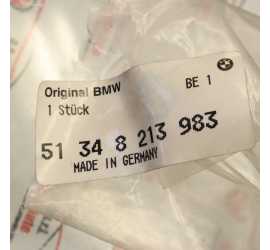 Original BMW
BE 1
1 Stück
51 34 8 213 983
MADE IN GERMANY